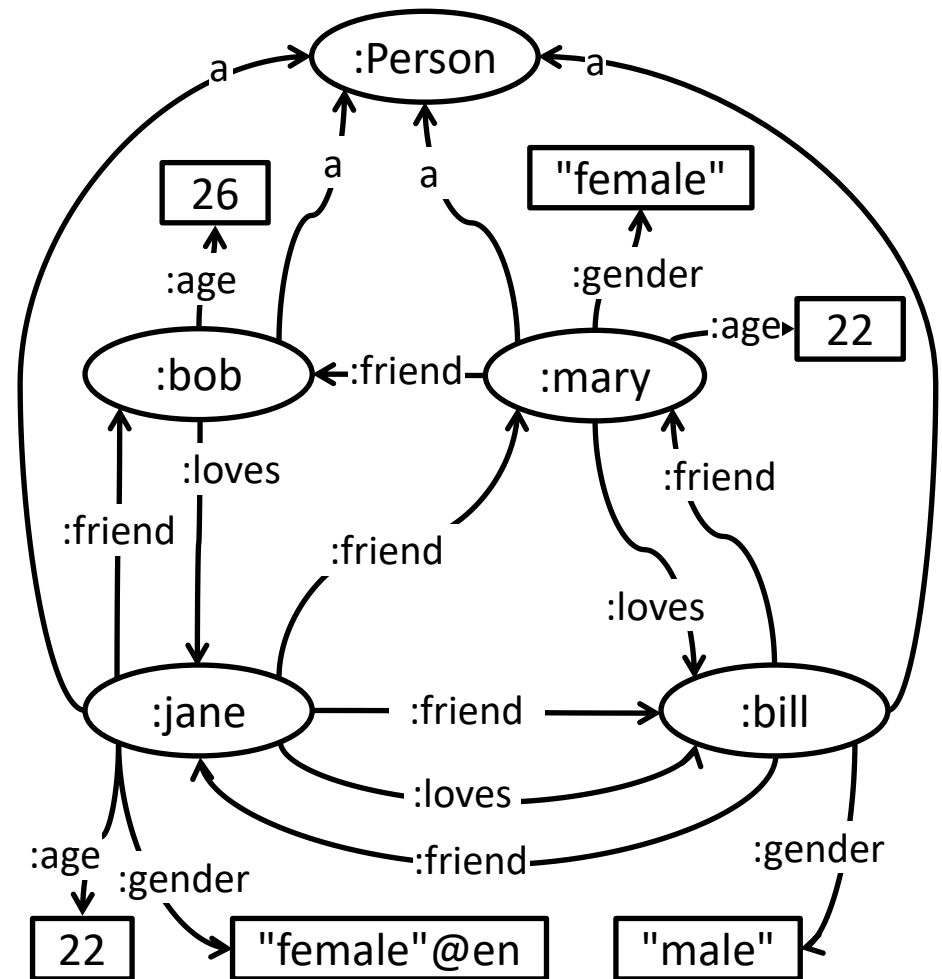 :Person
a
a
a
a
26
"female"
:age
:gender
:age
22
:bob
:friend
:mary
:loves
:friend
:friend
:friend
:loves
:jane
:friend
:bill
:loves
:friend
:age
:gender
:gender
22
"female"@en
"male"